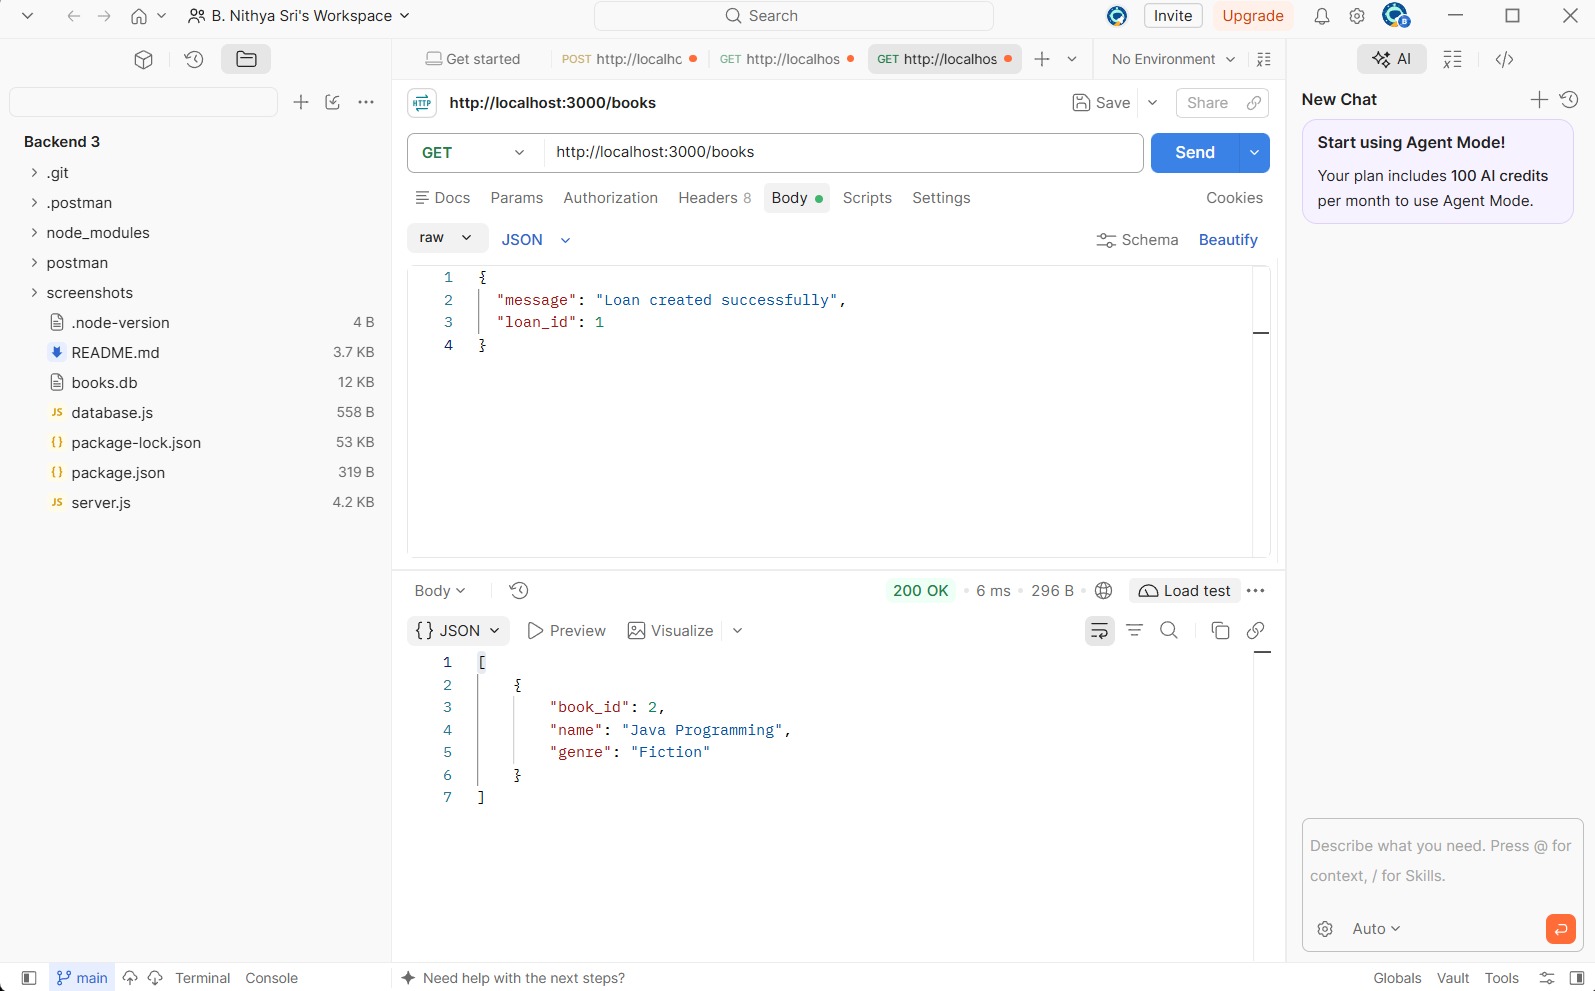 B. Nithya Sri's Workspace
Search
Invite
Upgrade
Get started
POST http://localhc
GET http://localhos
GET http://localhos
No Environment
AI
HTTP http://localhost:3000/books
Save
Share
New Chat
Backend 3
.git
.postman
node_modules
postman
screenshots
.node-version 4 B
README.md 3.7 KB
books.db 12 KB
JS database.js 558 B
{} package-lock.json 53 KB
{} package.json 319 B
JS server.js 4.2 KB
GET http://localhost:3000/books
Send
Docs Params Authorization Headers 8 Body Scripts Settings Cookies
raw JSON Schema Beautify
1 {
2 "message": "Loan created successfully",
3 "loan_id": 1
4 }
Body 200 OK • 6 ms • 296 B • Load test
{} JSON Preview Visualize
1 [
2 {
3 "book_id": 2,
4 "name": "Java Programming",
5 "genre": "Fiction"
6 }
7 ]
Start using Agent Mode!
Your plan includes 100 AI credits
per month to use Agent Mode.
Describe what you need. Press @ for
context, / for Skills.
Auto
main Terminal Console
Need help with the next steps?
Globals Vault Tools